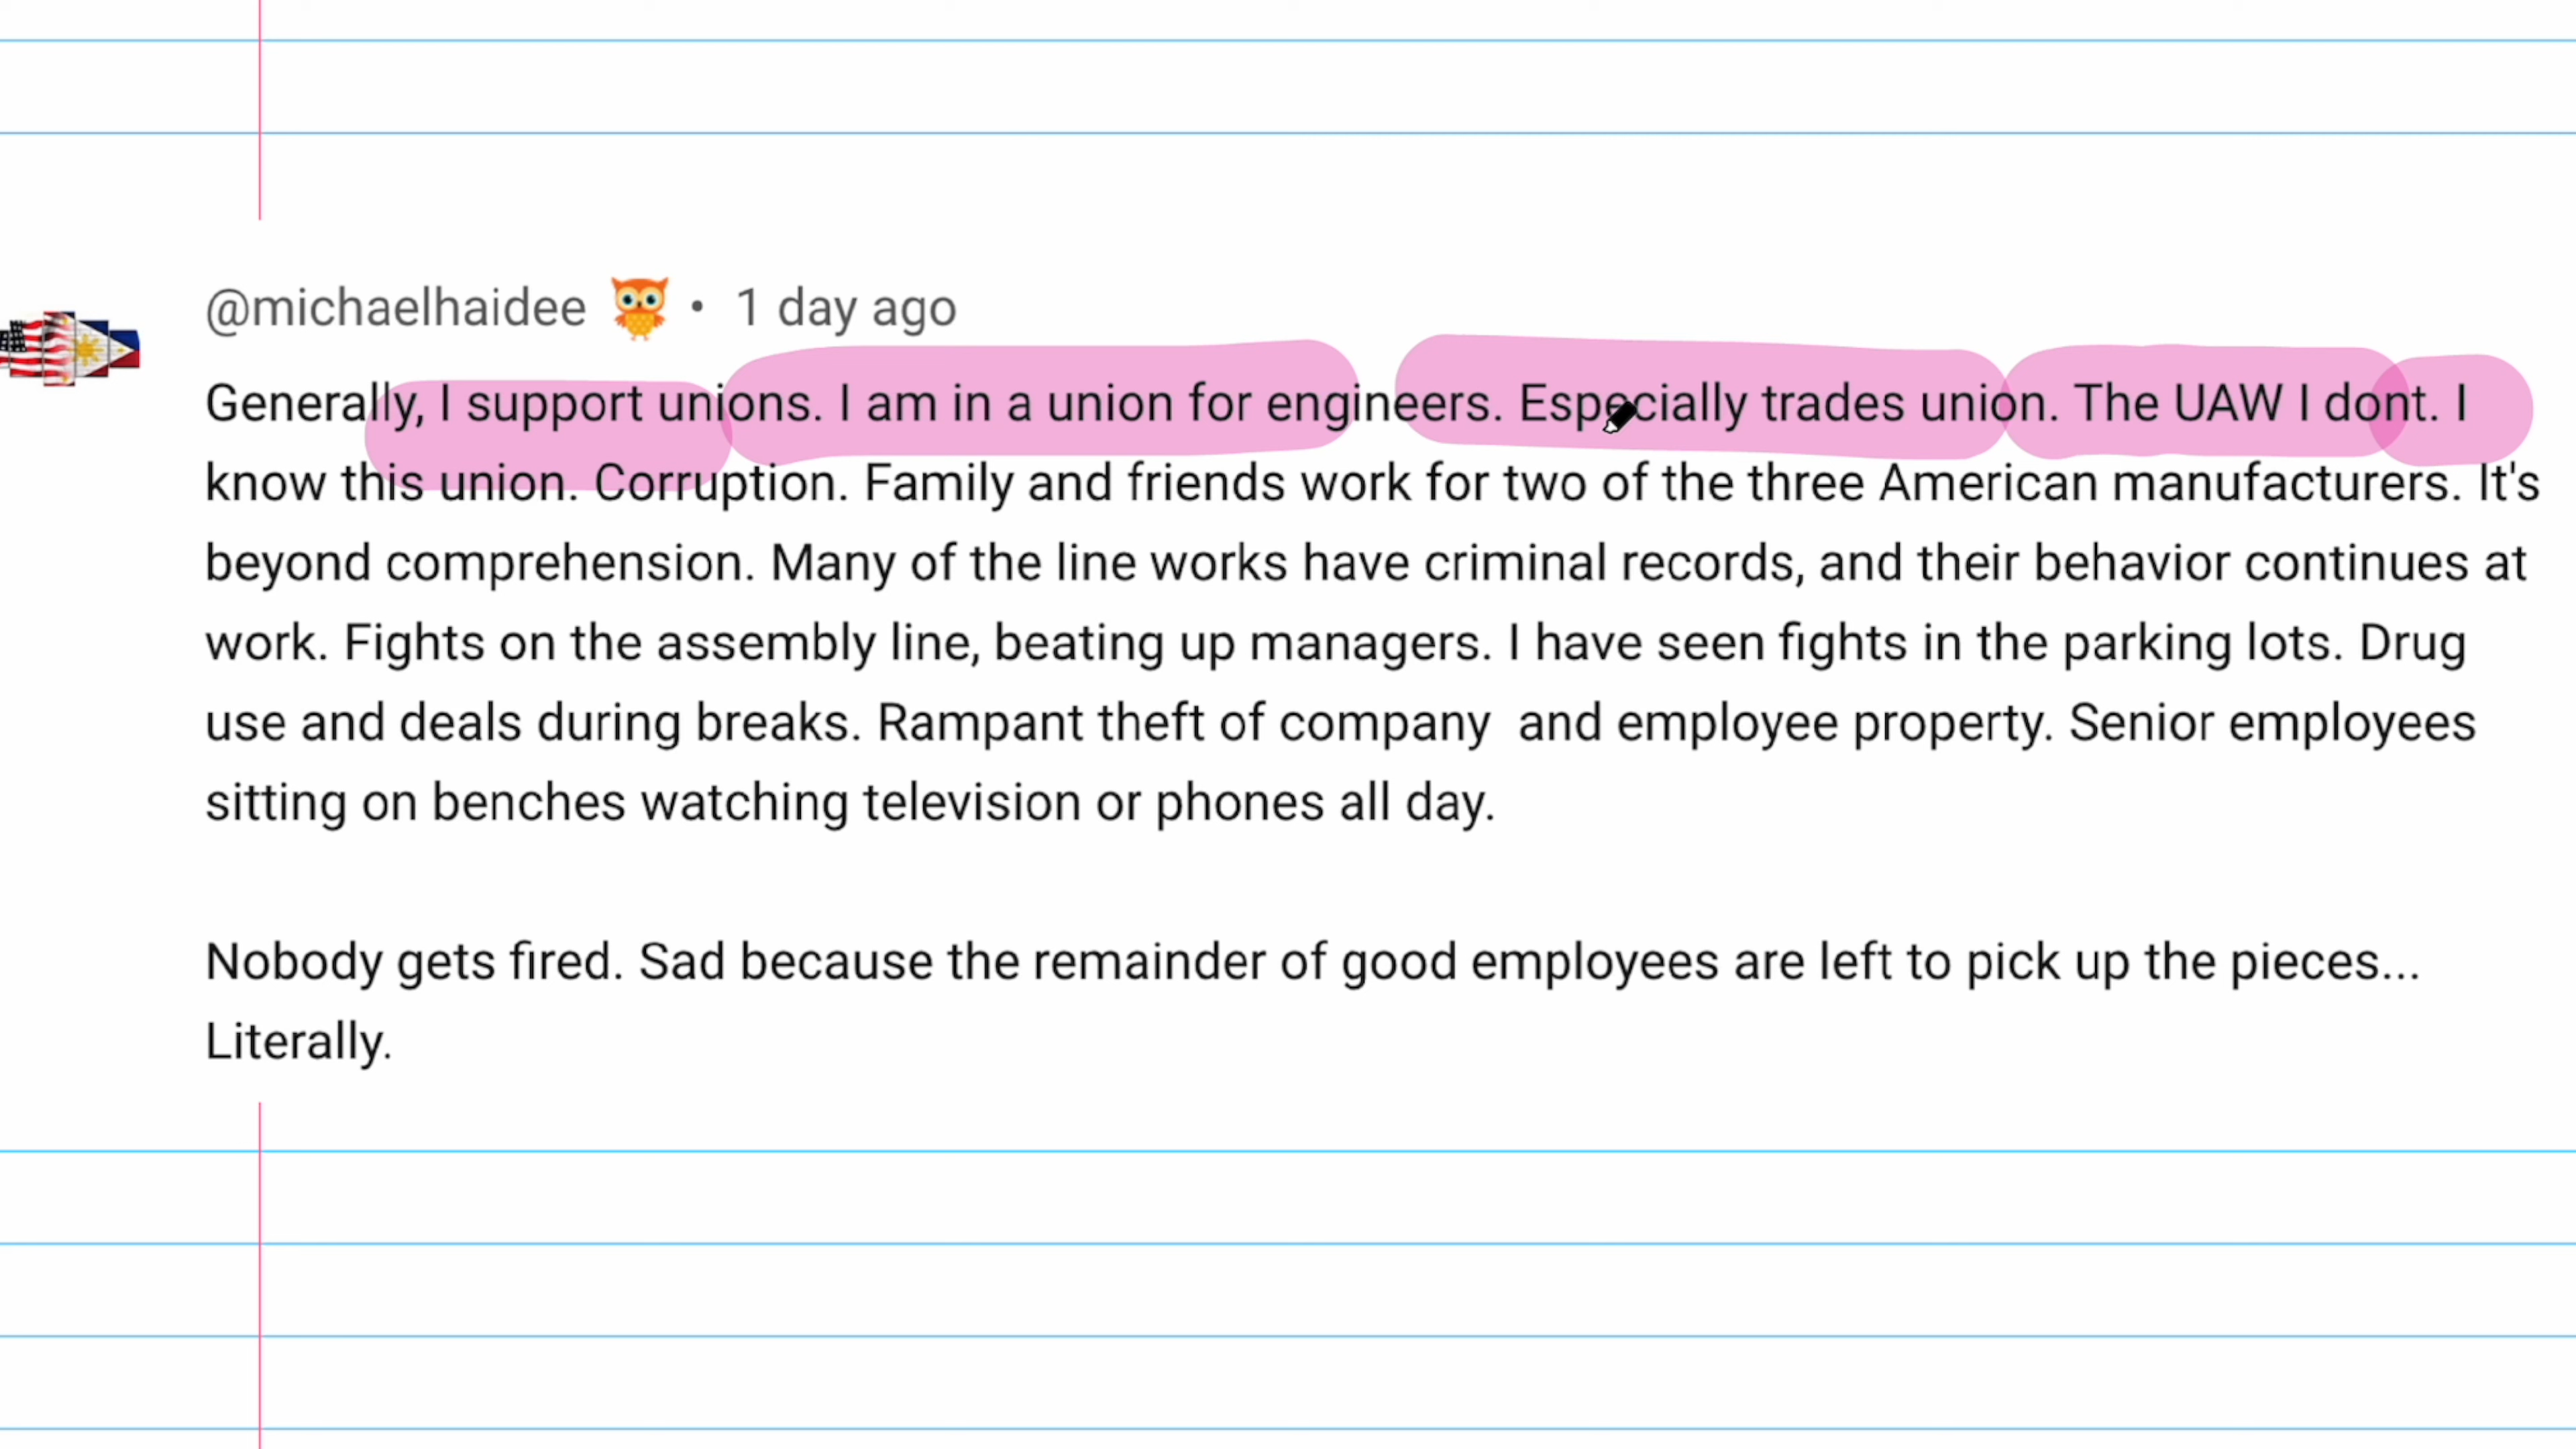 @michaelhaidee 🦉 • 1 day ago
Generally, I support unions. I am in a union for engineers. Especially trades union. The UAW I dont. I
know this union. Corruption. Family and friends work for two of the three American manufacturers. It's
beyond comprehension. Many of the line works have criminal records, and their behavior continues at
work. Fights on the assembly line, beating up managers. I have seen fights in the parking lots. Drug
use and deals during breaks. Rampant theft of company  and employee property. Senior employees
sitting on benches watching television or phones all day.
Nobody gets fired. Sad because the remainder of good employees are left to pick up the pieces...
Literally.